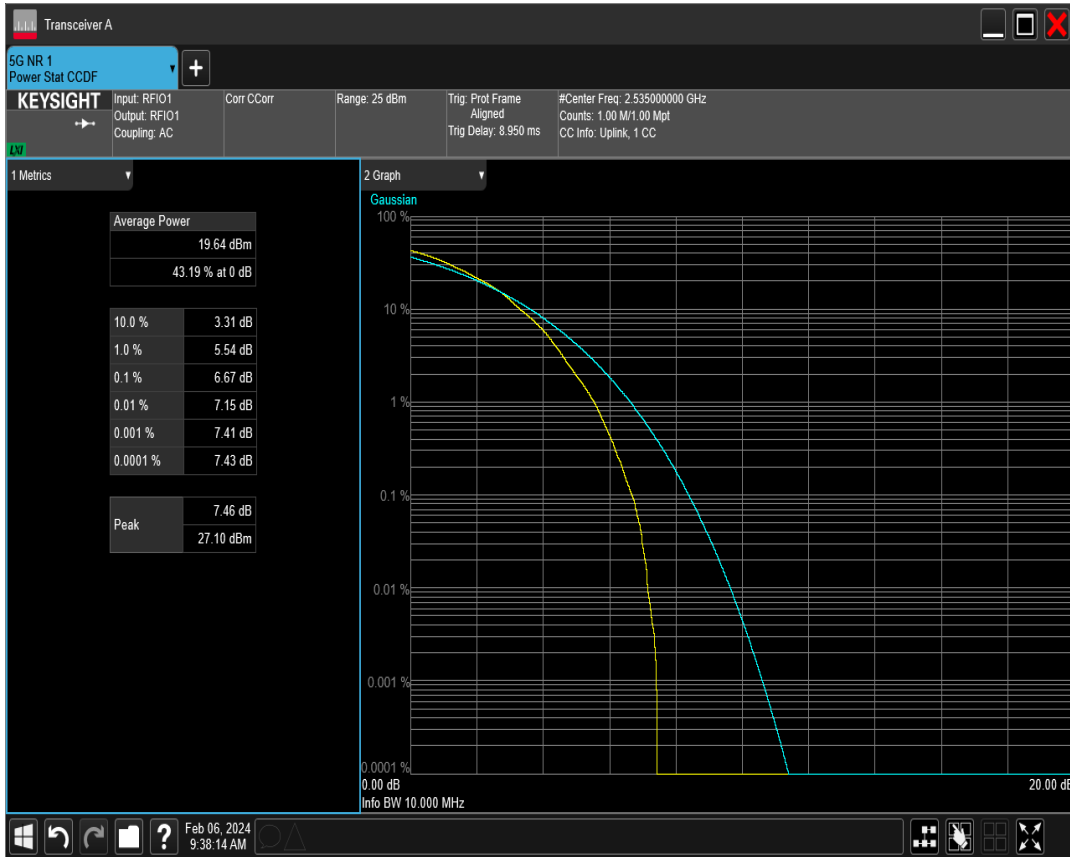 Transceiver A
5G NR 1
Power Stat CCDF
+
KEYSIGHT
LXI
Input: RFIO1
Output: RFIO1
Coupling: AC
Corr CCorr
Range: 25 dBm
Trig: Prot Frame
Aligned
Trig Delay: 8.950 ms
#Center Freq: 2.535000000 GHz
Counts: 1.00 M/1.00 Mpt
CC Info: Uplink, 1 CC
1 Metrics
Average Power
19.64 dBm
43.19 % at 0 dB
10.0 % 3.31 dB
1.0 % 5.54 dB
0.1 % 6.67 dB
0.01 % 7.15 dB
0.001 % 7.41 dB
0.0001 % 7.43 dB
Peak 7.46 dB
27.10 dBm
2 Graph
Gaussian
100 %
10 %
1 %
0.1 %
0.01 %
0.001 %
0.0001 %
0.00 dB 20.00 dB
Info BW 10.000 MHz
?
Feb 06, 2024
9:38:14 AM